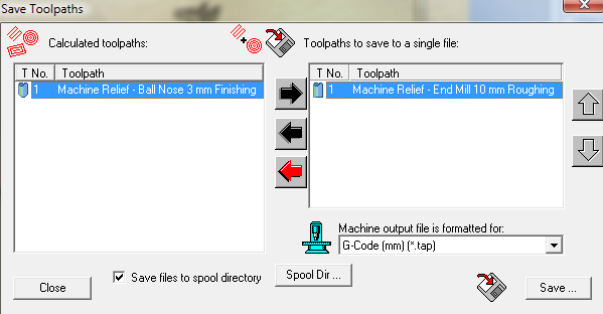 Save Toolpaths
Calculated toolpaths:
Toolpaths to save to a single file:
T No. Toolpath
1 Machine Relief - Ball Nose 3 mm Finishing
T No. Toolpath
1 Machine Relief - End Mill 10 mm Roughing
Machine output file is formatted for:
G-Code (mm) (*.tap)
Save files to spool directory
Spool Dir ...
Close
Save ...